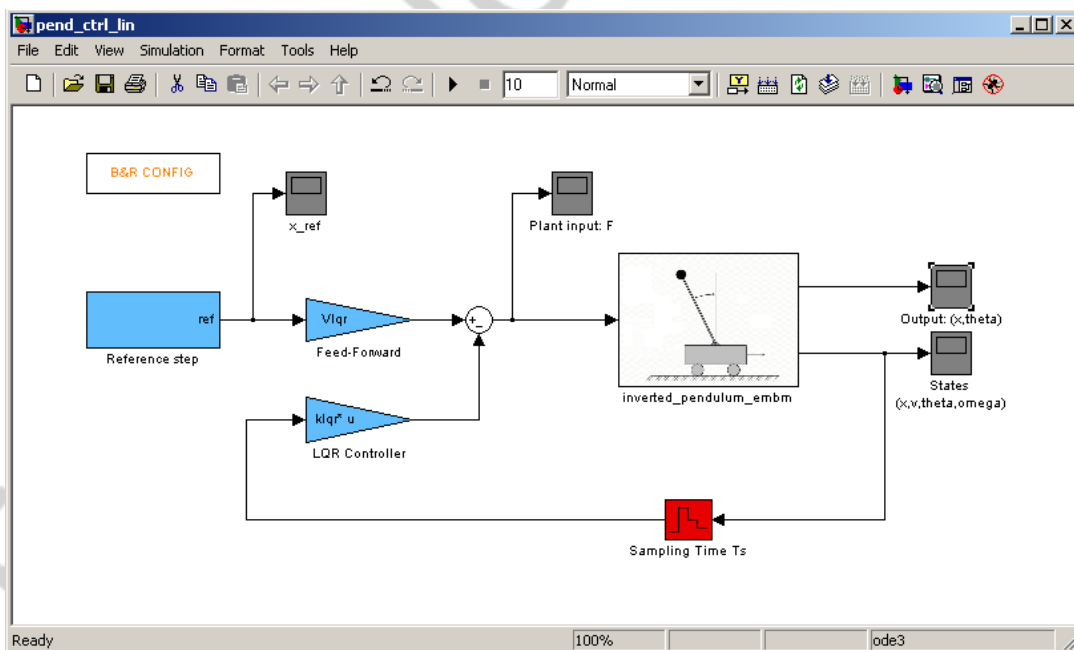 pend_ctrl_lin
File Edit View Simulation Format Tools Help
10 Normal
B&R CONFIG
x_ref
Plant input: F
ref
Vlqr
+
-
Output: (x,theta)
Reference step
Feed-Forward
inverted_pendulum_embm
States
(x,v,theta,omega)
klqr* u
LQR Controller
Sampling Time Ts
Ready 100% ode3